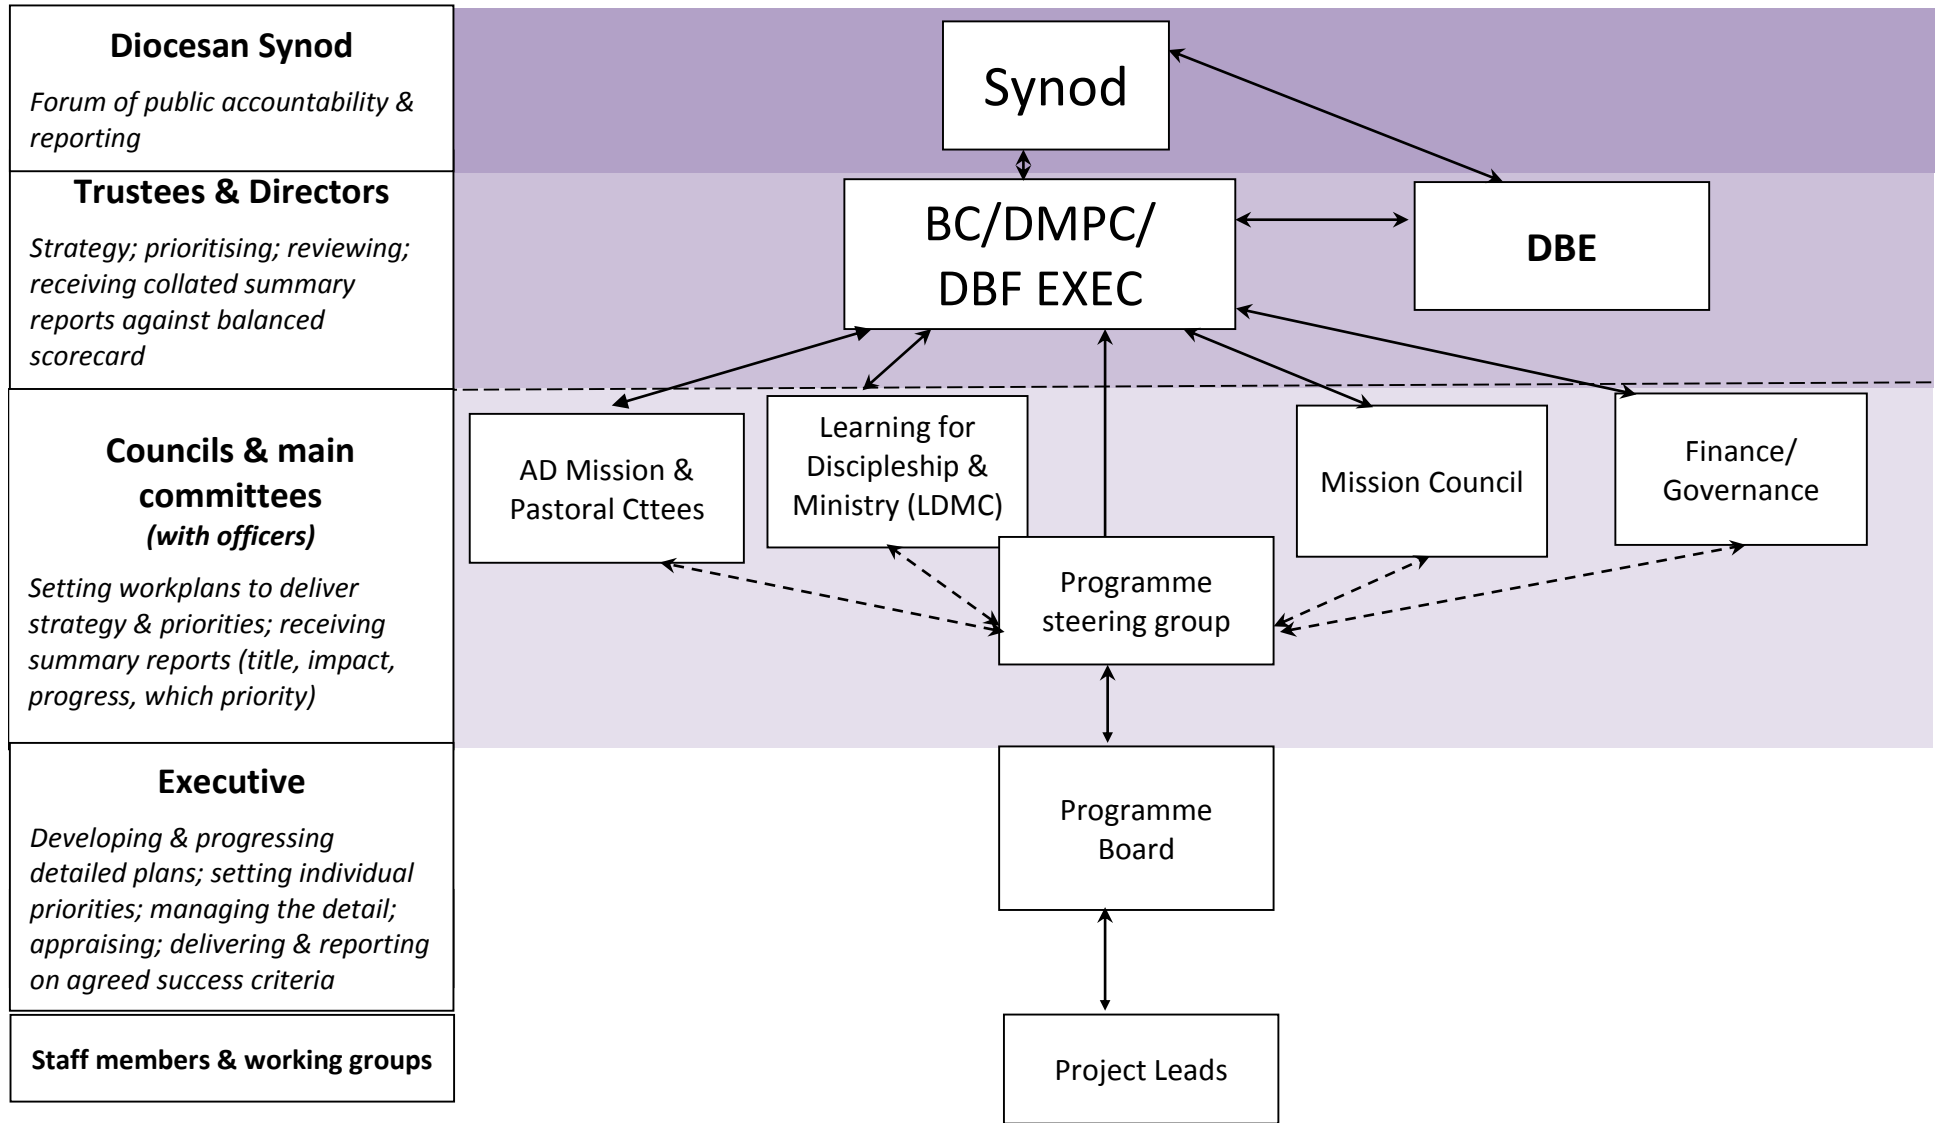 Diocesan Synod
Forum of public accountability &
reporting
Synod
Trustees & Directors
Strategy; prioritising; reviewing;
receiving collated summary
reports against balanced
scorecard
BC/DMPC/
DBF EXEC
DBE
Councils & main
committees
(with officers)
Setting workplans to deliver
strategy & priorities; receiving
summary reports (title, impact,
progress, which priority)
AD Mission &
Pastoral Cttees
Learning for
Discipleship &
Ministry (LDMC)
Programme
steering group
Mission Council
Finance/
Governance
Executive
Developing & progressing
detailed plans; setting individual
priorities; managing the detail;
appraising; delivering & reporting
on agreed success criteria
Programme
Board
Staff members & working groups
Project Leads